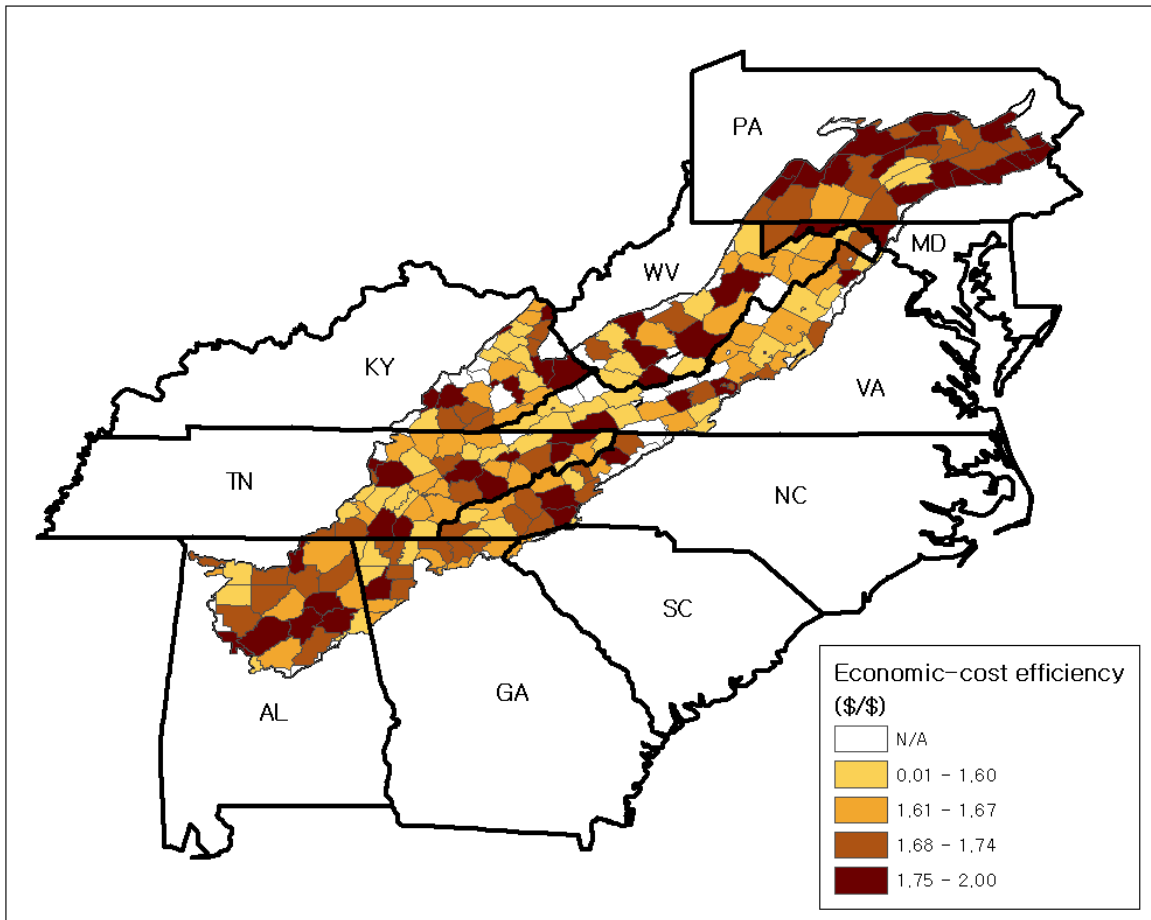 PA
MD
WV
KY
VA
TN
NC
SC
AL
GA
Economic-cost efficiency
($/$)
N/A
0.01 - 1.60
1.61 - 1.67
1.68 - 1.74
1.75 - 2.00